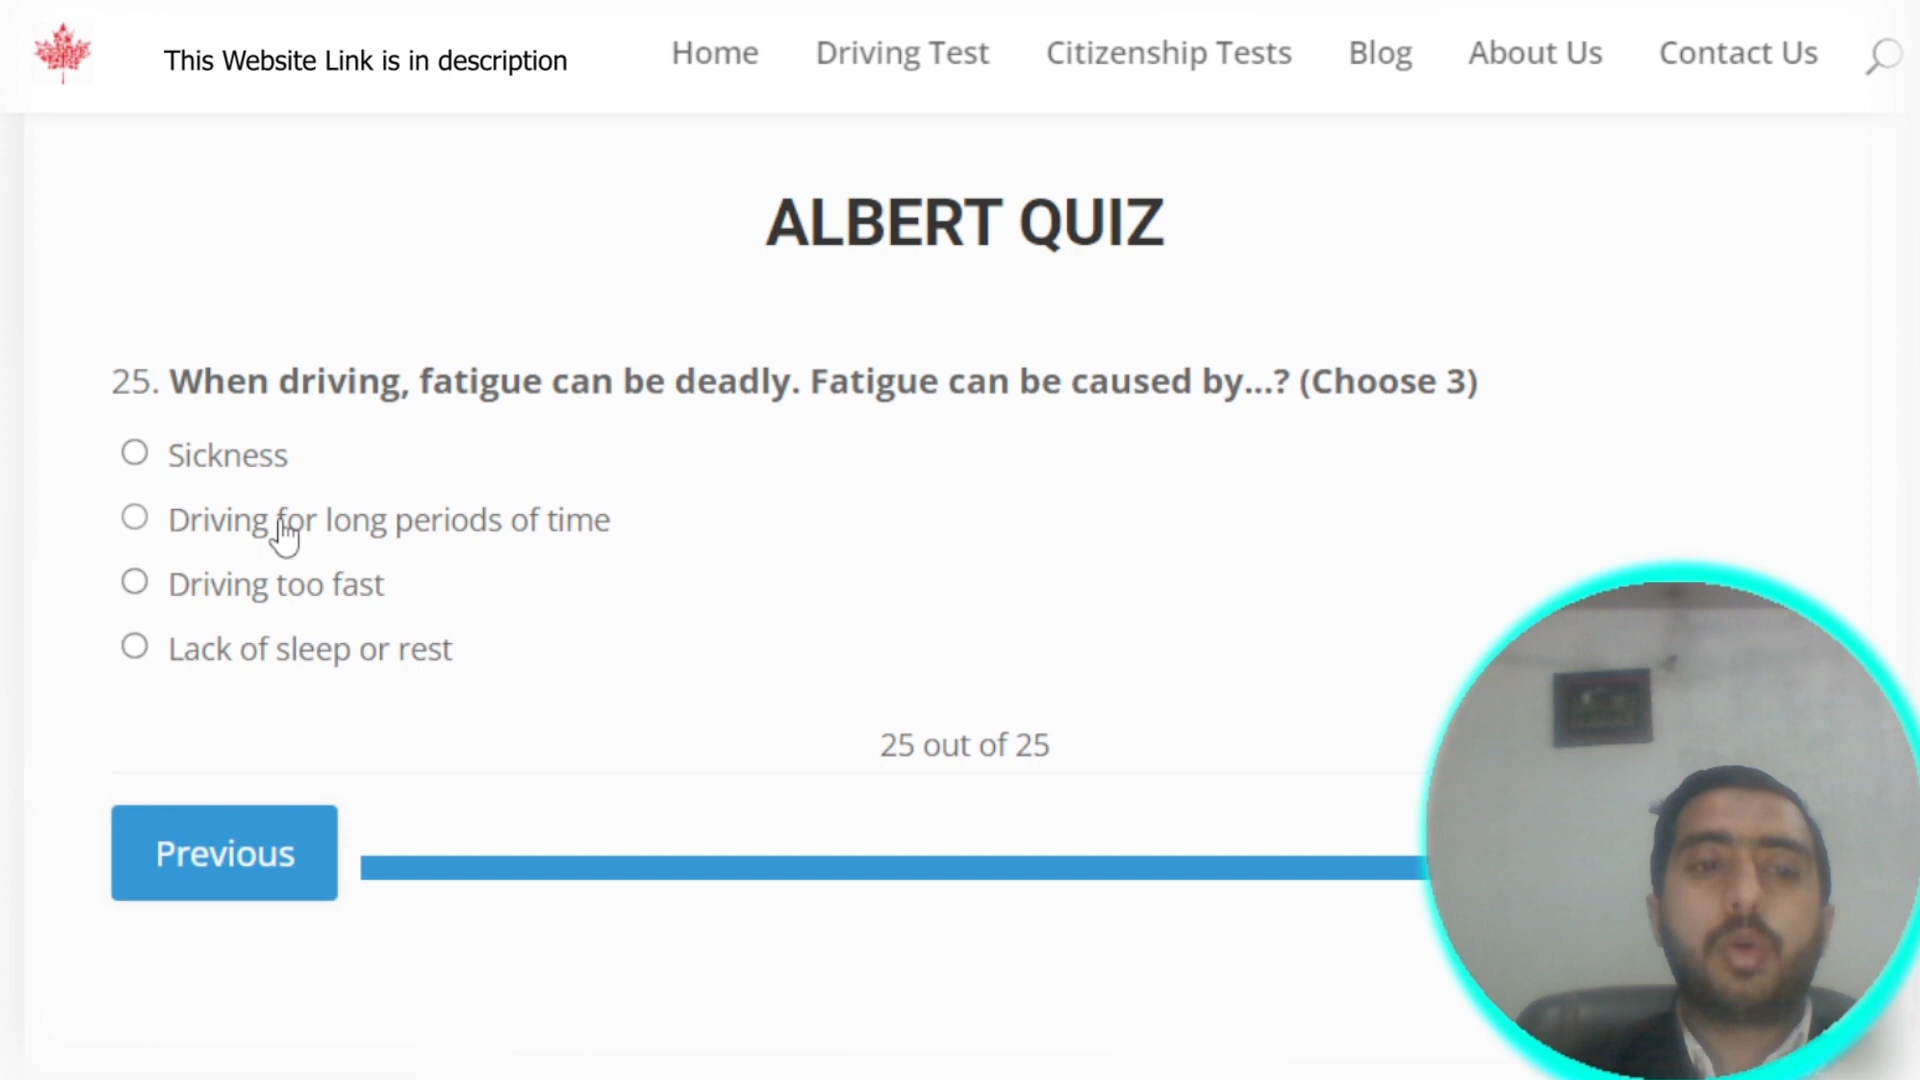 This Website Link is in description
Home Driving Test Citizenship Tests Blog About Us Contact Us
ALBERT QUIZ
25. When driving, fatigue can be deadly. Fatigue can be caused by...? (Choose 3)
Sickness
Driving for long periods of time
Driving too fast
Lack of sleep or rest
25 out of 25
Previous